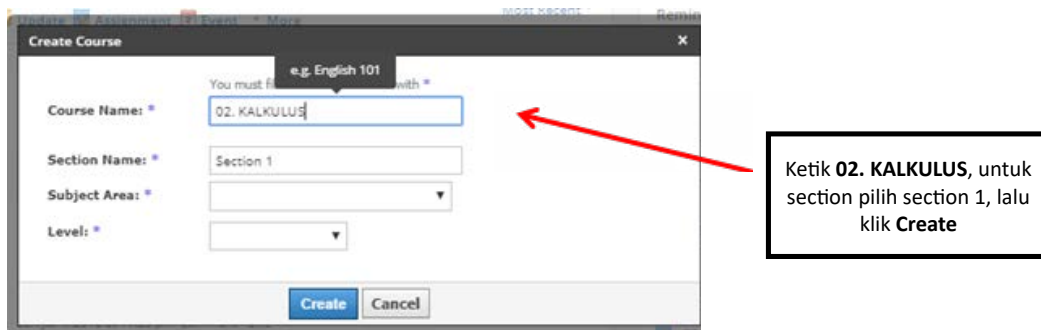 Update Assignment Event More
Most Recent
Remin
Create Course ×
e.g. English 101
You must fi with *
Course Name: * 02. KALKULUS
Section Name: * Section 1
Subject Area: *
Level: *
Create Cancel
Ketik 02. KALKULUS, untuk
section pilih section 1, lalu
klik Create